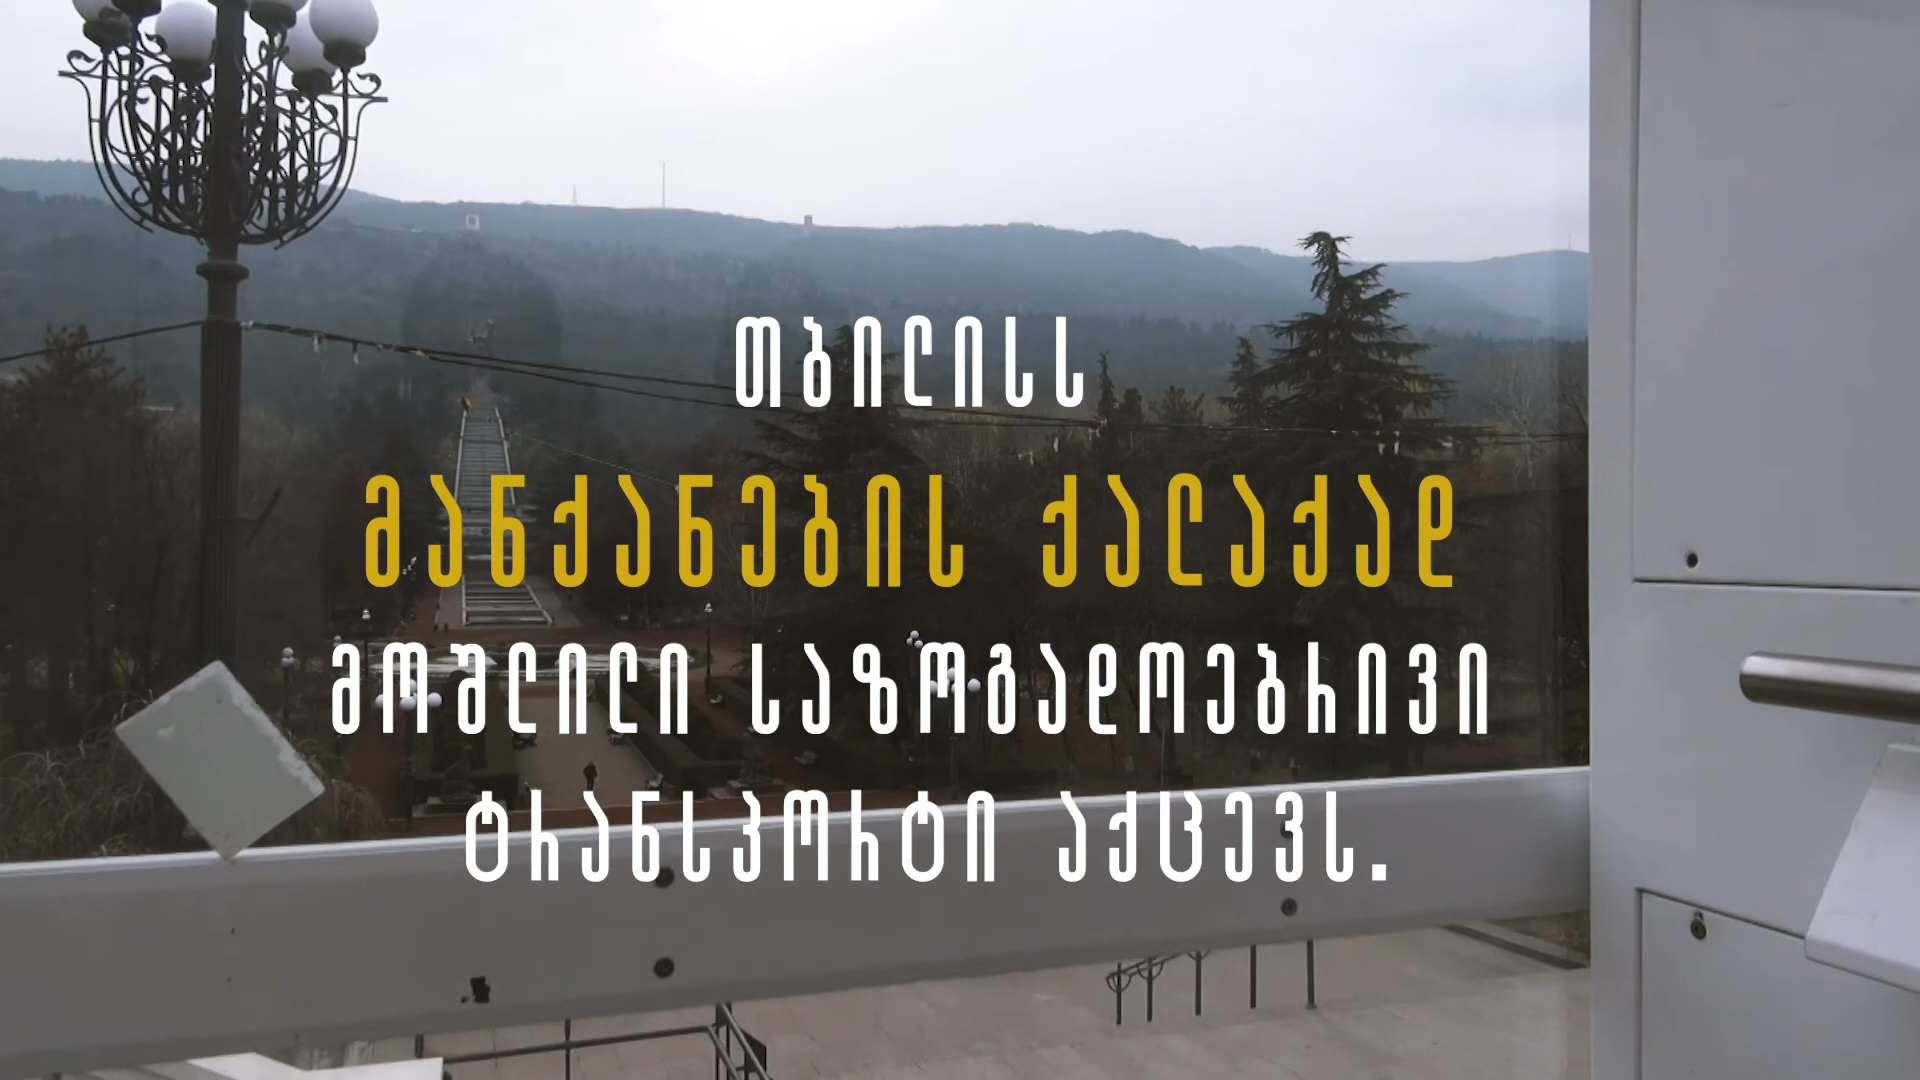 თბილისს
მანქანების ქალაქად
მოშლილი საზოგადოებრივი
ტრანსპორტი აქცევს.